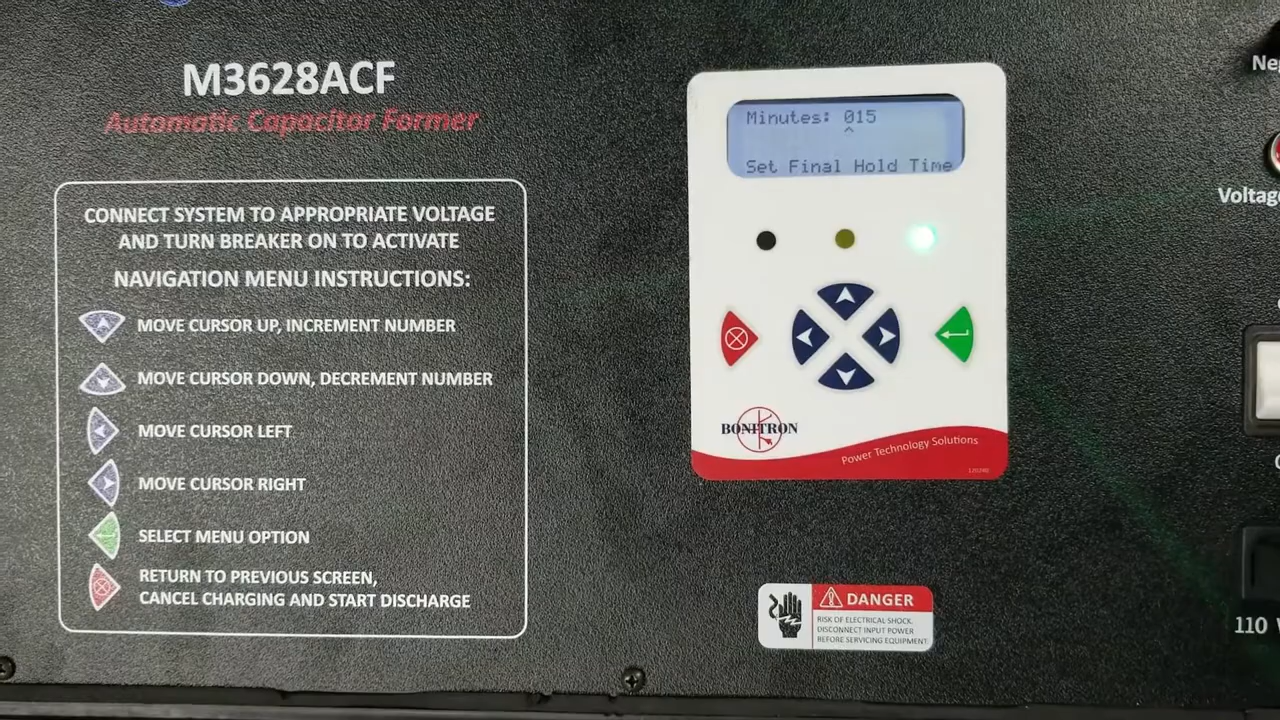 M3628ACF
Automatic Capacitor Former
CONNECT SYSTEM TO APPROPRIATE VOLTAGE
AND TURN BREAKER ON TO ACTIVATE
NAVIGATION MENU INSTRUCTIONS:
MOVE CURSOR UP, INCREMENT NUMBER
MOVE CURSOR DOWN, DECREMENT NUMBER
MOVE CURSOR LEFT
MOVE CURSOR RIGHT
SELECT MENU OPTION
RETURN TO PREVIOUS SCREEN,
CANCEL CHARGING AND START DISCHARGE
Minutes: 015
^
Set Final Hold Time
BONITRON
Power Technology Solutions
DANGER
RISK OF ELECTRICAL SHOCK.
DISCONNECT INPUT POWER
BEFORE SERVICING EQUIPMENT.
Voltage
110